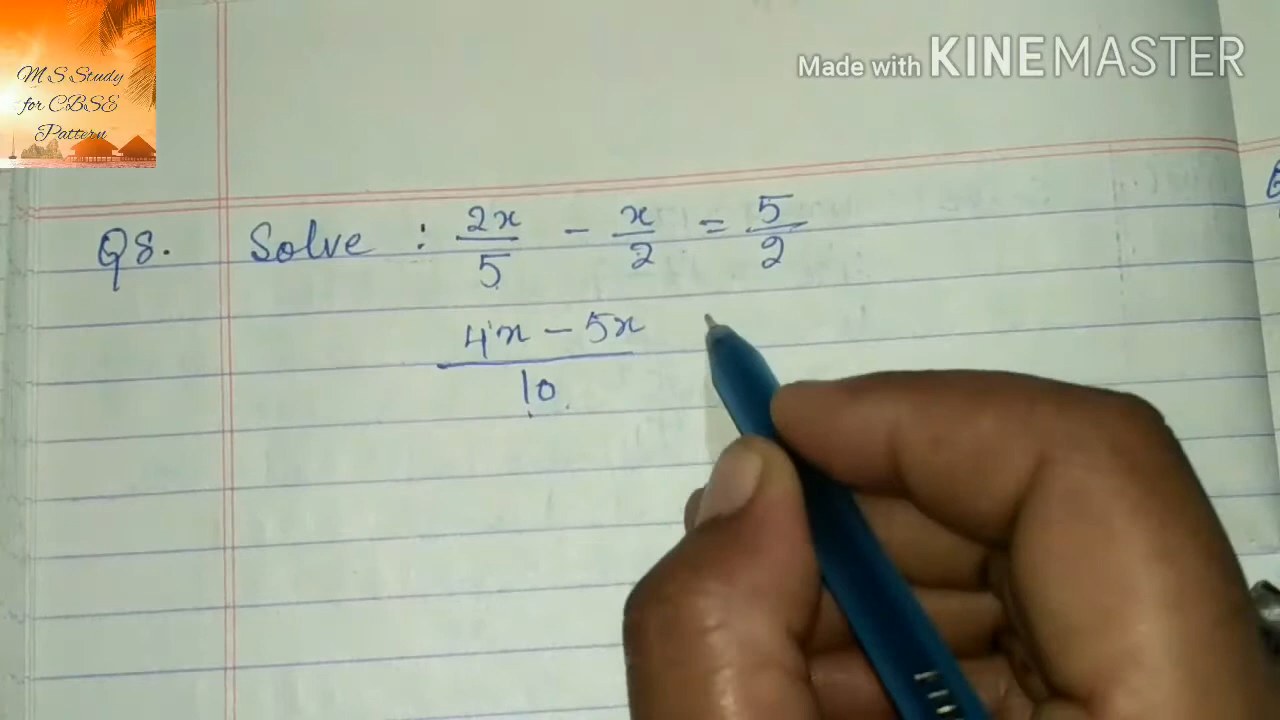 M S Study
for CBSE
Pattern
Made with KINEMASTER
Q8. Solve : 2x/5 - x/2 = 5/2
4x - 5x
10